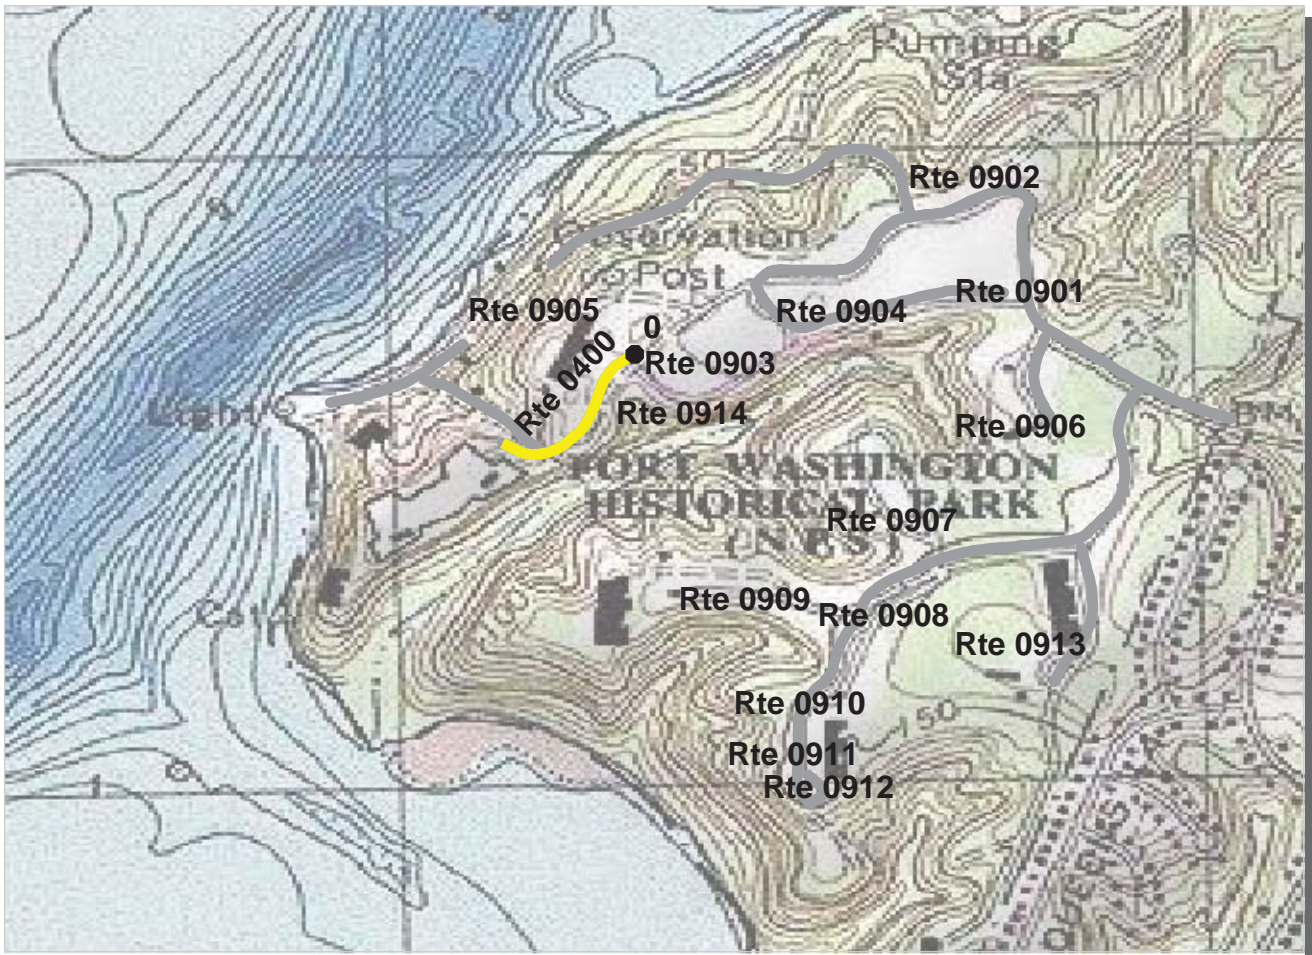 Pumping
Sta
50
Rte 0902
Reservation
Post
Rte 0901
Rte 0905
Rte 0904
0
Rte 0400
Rte 0903
Light
Rte 0914
Rte 0906
FORT WASHINGTON
HISTORICAL PARK
Rte 0907
Rte 0909
Rte 0908
Rte 0913
Rte 0910
150
Rte 0911
Rte 0912